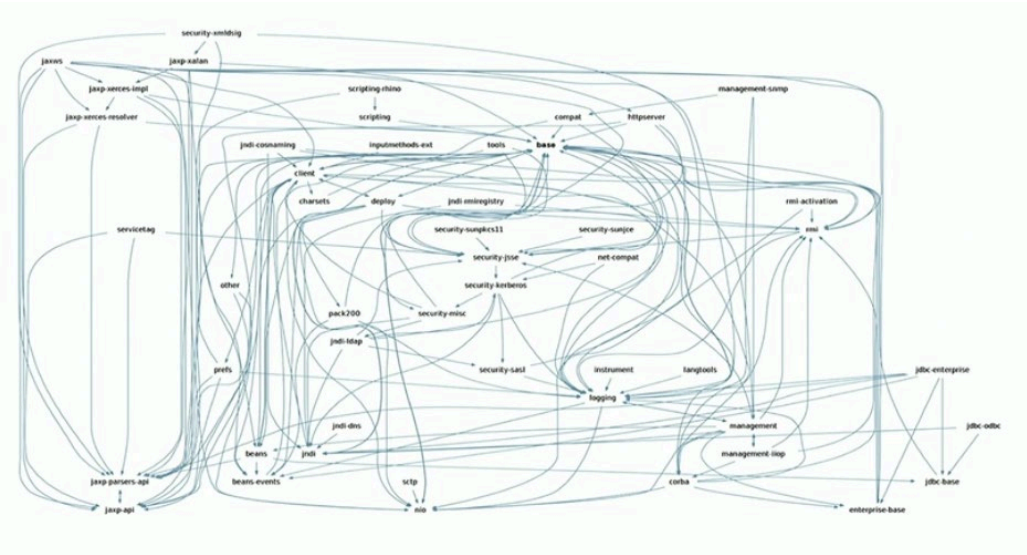 security-xmldsig
jaxws
jaxp-xalan
jaxp-xerces-impl
scripting-rhino
management-snmp
jaxp-xerces-resolver
scripting
compat
httpserver
jndi-cosnaming
inputmethods-ext
tools
base
client
charsets
deploy
jndi-rmiregistry
rmi-activation
servicetag
security-sunpkcs11
security-sunjce
rmi
security-jsse
net-compat
other
security-kerberos
pack200
security-misc
jndi-ldap
prefs
security-sasl
instrument
langtools
jdbc-enterprise
logging
jndi-dns
management
jdbc-odbc
beans
jndi
management-iiop
jaxp-parsers-api
beans-events
sctp
corba
jdbc-base
jaxp-api
nio
enterprise-base